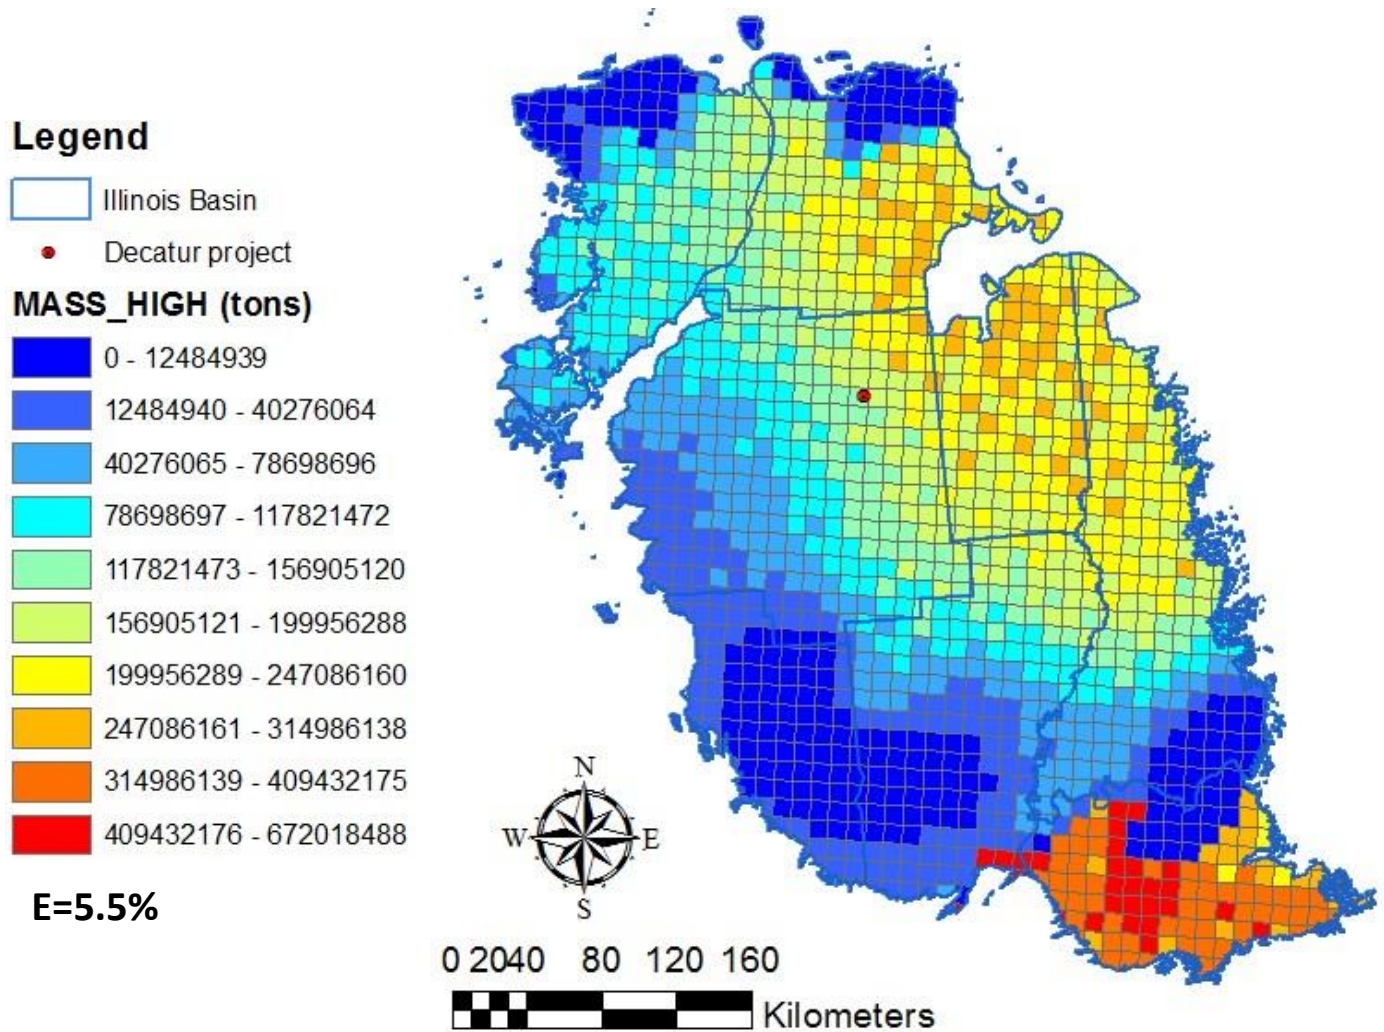 Legend
Illinois Basin
Decatur project
MASS_HIGH (tons)
0 - 12484939
12484940 - 40276064
40276065 - 78698696
78698697 - 117821472
117821473 - 156905120
156905121 - 199956288
199956289 - 247086160
247086161 - 314986138
314986139 - 409432175
409432176 - 672018488
E=5.5%
N
W E
S
0 2040 80 120 160
Kilometers